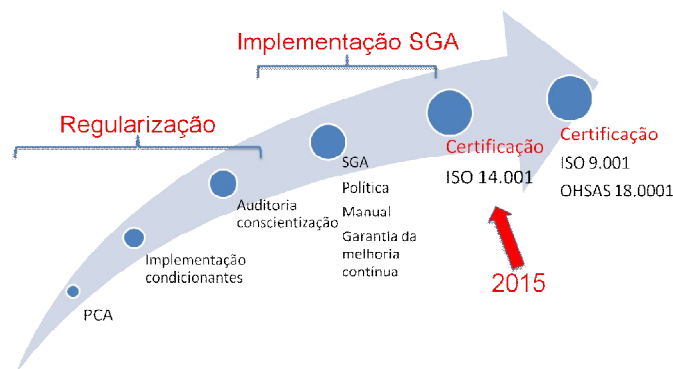 Implementação SGA
Regularização
PCA
Implementação
condicionantes
Auditoria
conscientização
SGA
Política
Manual
Garantia da
melhoria
contínua
Certificação
ISO 14.001
2015
Certificação
ISO 9.001
OHSAS 18.0001